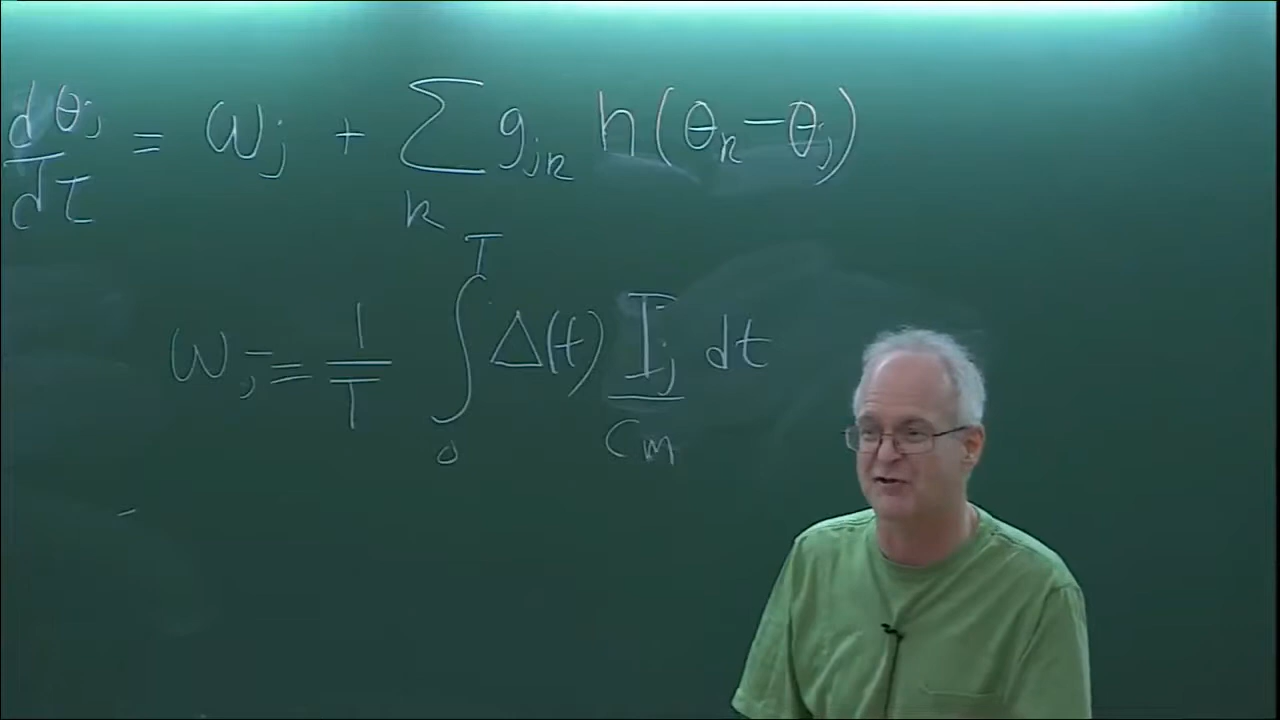 dθ_j/dτ = ω_j + Σ_k g_jk h(θ_k − θ_j)
ω_j = 1/T ∫_0^T Δ(t) I_j/C_m dt